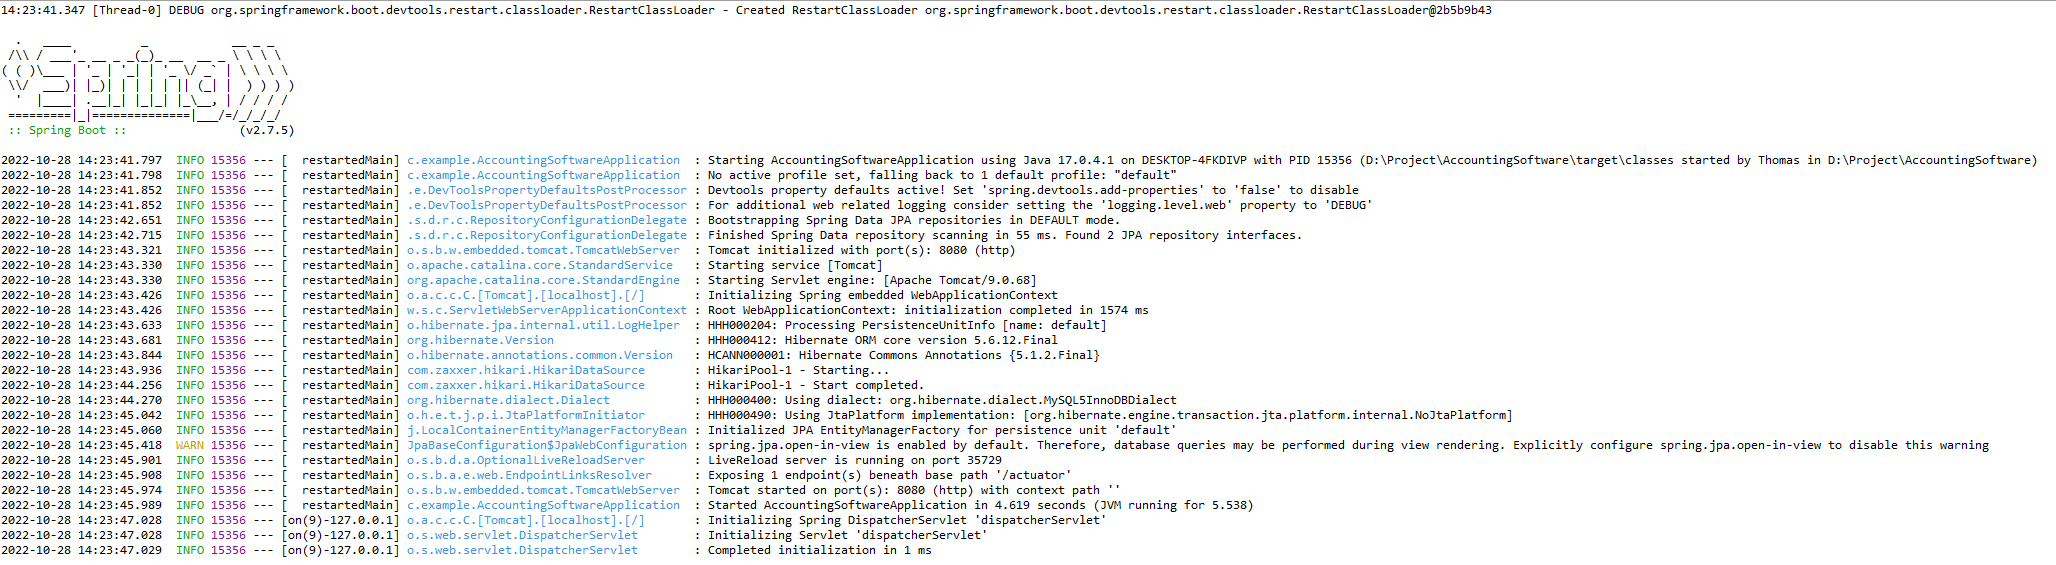 14:23:41.347 [Thread-0] DEBUG org.springframework.boot.devtools.restart.classloader.RestartClassLoader - Created RestartClassLoader org.springframework.boot.devtools.restart.classloader.RestartClassLoader@2b5b9b43
  .   ____          _            __ _ _
 /\\ / ___'_ __ _ _(_)_ __  __ _ \ \ \ \
( ( )\___ | '_ | '_| | '_ \/ _` | \ \ \ \
 \\/  ___)| |_)| | | | | || (_| |  ) ) ) )
  '  |____| .__|_| |_|_| |_\__, | / / / /
 =========|_|==============|___/=/_/_/_/
 :: Spring Boot ::                (v2.7.5)
2022-10-28 14:23:41.797  INFO 15356 --- [  restartedMain] c.example.AccountingSoftwareApplication  : Starting AccountingSoftwareApplication using Java 17.0.4.1 on DESKTOP-4FKDIVP with PID 15356 (D:\Project\AccountingSoftware\target\classes started by Thomas in D:\Project\AccountingSoftware)
2022-10-28 14:23:41.798  INFO 15356 --- [  restartedMain] c.example.AccountingSoftwareApplication  : No active profile set, falling back to 1 default profile: "default"
2022-10-28 14:23:41.852  INFO 15356 --- [  restartedMain] .e.DevToolsPropertyDefaultsPostProcessor : Devtools property defaults active! Set 'spring.devtools.add-properties' to 'false' to disable
2022-10-28 14:23:41.852  INFO 15356 --- [  restartedMain] .e.DevToolsPropertyDefaultsPostProcessor : For additional web related logging consider setting the 'logging.level.web' property to 'DEBUG'
2022-10-28 14:23:42.651  INFO 15356 --- [  restartedMain] .s.d.r.c.RepositoryConfigurationDelegate : Bootstrapping Spring Data JPA repositories in DEFAULT mode.
2022-10-28 14:23:42.715  INFO 15356 --- [  restartedMain] .s.d.r.c.RepositoryConfigurationDelegate : Finished Spring Data repository scanning in 55 ms. Found 2 JPA repository interfaces.
2022-10-28 14:23:43.321  INFO 15356 --- [  restartedMain] o.s.b.w.embedded.tomcat.TomcatWebServer  : Tomcat initialized with port(s): 8080 (http)
2022-10-28 14:23:43.330  INFO 15356 --- [  restartedMain] o.apache.catalina.core.StandardService   : Starting service [Tomcat]
2022-10-28 14:23:43.330  INFO 15356 --- [  restartedMain] org.apache.catalina.core.StandardEngine  : Starting Servlet engine: [Apache Tomcat/9.0.68]
2022-10-28 14:23:43.426  INFO 15356 --- [  restartedMain] o.a.c.c.C.[Tomcat].[localhost].[/]       : Initializing Spring embedded WebApplicationContext
2022-10-28 14:23:43.426  INFO 15356 --- [  restartedMain] w.s.c.ServletWebServerApplicationContext : Root WebApplicationContext: initialization completed in 1574 ms
2022-10-28 14:23:43.633  INFO 15356 --- [  restartedMain] o.hibernate.jpa.internal.util.LogHelper  : HHH000204: Processing PersistenceUnitInfo [name: default]
2022-10-28 14:23:43.681  INFO 15356 --- [  restartedMain] org.hibernate.Version                    : HHH000412: Hibernate ORM core version 5.6.12.Final
2022-10-28 14:23:43.844  INFO 15356 --- [  restartedMain] o.hibernate.annotations.common.Version   : HCANN000001: Hibernate Commons Annotations {5.1.2.Final}
2022-10-28 14:23:43.936  INFO 15356 --- [  restartedMain] com.zaxxer.hikari.HikariDataSource       : HikariPool-1 - Starting...
2022-10-28 14:23:44.256  INFO 15356 --- [  restartedMain] com.zaxxer.hikari.HikariDataSource       : HikariPool-1 - Start completed.
2022-10-28 14:23:44.270  INFO 15356 --- [  restartedMain] org.hibernate.dialect.Dialect            : HHH000400: Using dialect: org.hibernate.dialect.MySQL5InnoDBDialect
2022-10-28 14:23:45.042  INFO 15356 --- [  restartedMain] o.h.e.t.j.p.i.JtaPlatformInitiator       : HHH000490: Using JtaPlatform implementation: [org.hibernate.engine.transaction.jta.platform.internal.NoJtaPlatform]
2022-10-28 14:23:45.060  INFO 15356 --- [  restartedMain] j.LocalContainerEntityManagerFactoryBean : Initialized JPA EntityManagerFactory for persistence unit 'default'
2022-10-28 14:23:45.418  WARN 15356 --- [  restartedMain] JpaBaseConfiguration$JpaWebConfiguration : spring.jpa.open-in-view is enabled by default. Therefore, database queries may be performed during view rendering. Explicitly configure spring.jpa.open-in-view to disable this warning
2022-10-28 14:23:45.901  INFO 15356 --- [  restartedMain] o.s.b.d.a.OptionalLiveReloadServer       : LiveReload server is running on port 35729
2022-10-28 14:23:45.908  INFO 15356 --- [  restartedMain] o.s.b.a.e.web.EndpointLinksResolver      : Exposing 1 endpoint(s) beneath base path '/actuator'
2022-10-28 14:23:45.974  INFO 15356 --- [  restartedMain] o.s.b.w.embedded.tomcat.TomcatWebServer  : Tomcat started on port(s): 8080 (http) with context path ''
2022-10-28 14:23:45.989  INFO 15356 --- [  restartedMain] c.example.AccountingSoftwareApplication  : Started AccountingSoftwareApplication in 4.619 seconds (JVM running for 5.538)
2022-10-28 14:23:47.028  INFO 15356 --- [on(9)-127.0.0.1] o.a.c.c.C.[Tomcat].[localhost].[/]       : Initializing Spring DispatcherServlet 'dispatcherServlet'
2022-10-28 14:23:47.028  INFO 15356 --- [on(9)-127.0.0.1] o.s.web.servlet.DispatcherServlet        : Initializing Servlet 'dispatcherServlet'
2022-10-28 14:23:47.029  INFO 15356 --- [on(9)-127.0.0.1] o.s.web.servlet.DispatcherServlet        : Completed initialization in 1 ms